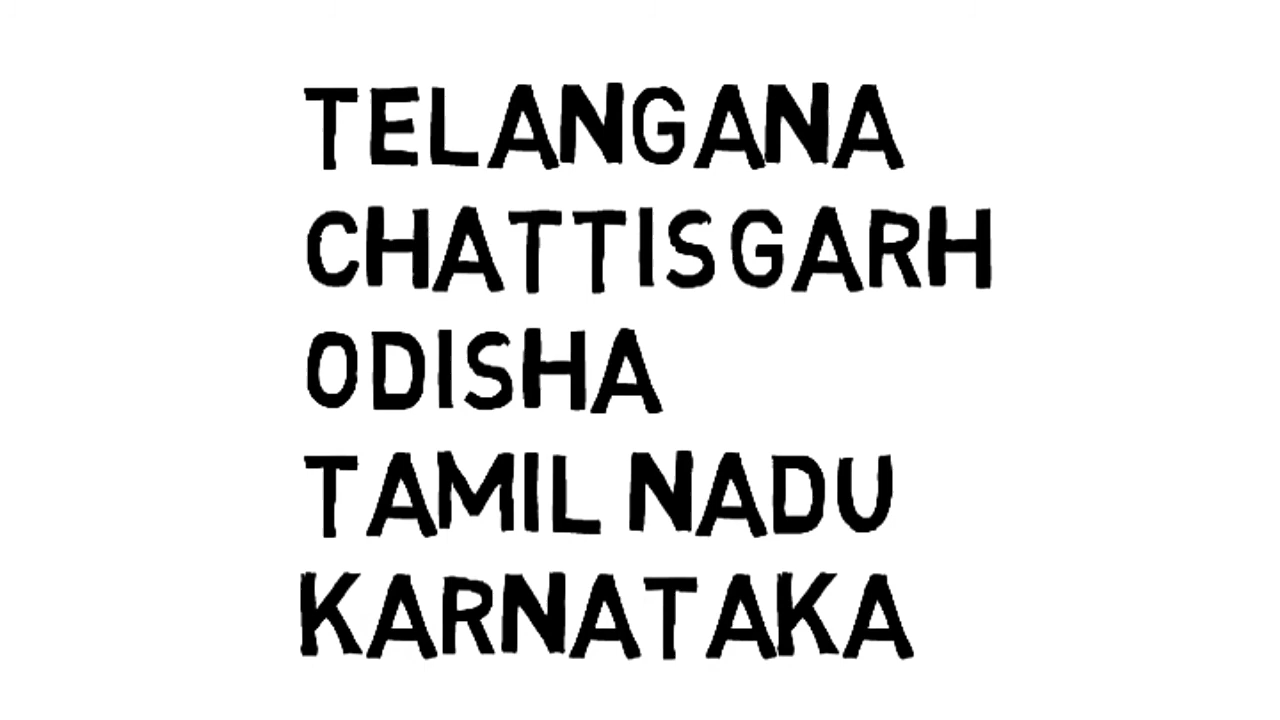 TELANGANA
CHATTISGARH
ODISHA
TAMIL NADU
KARNATAKA